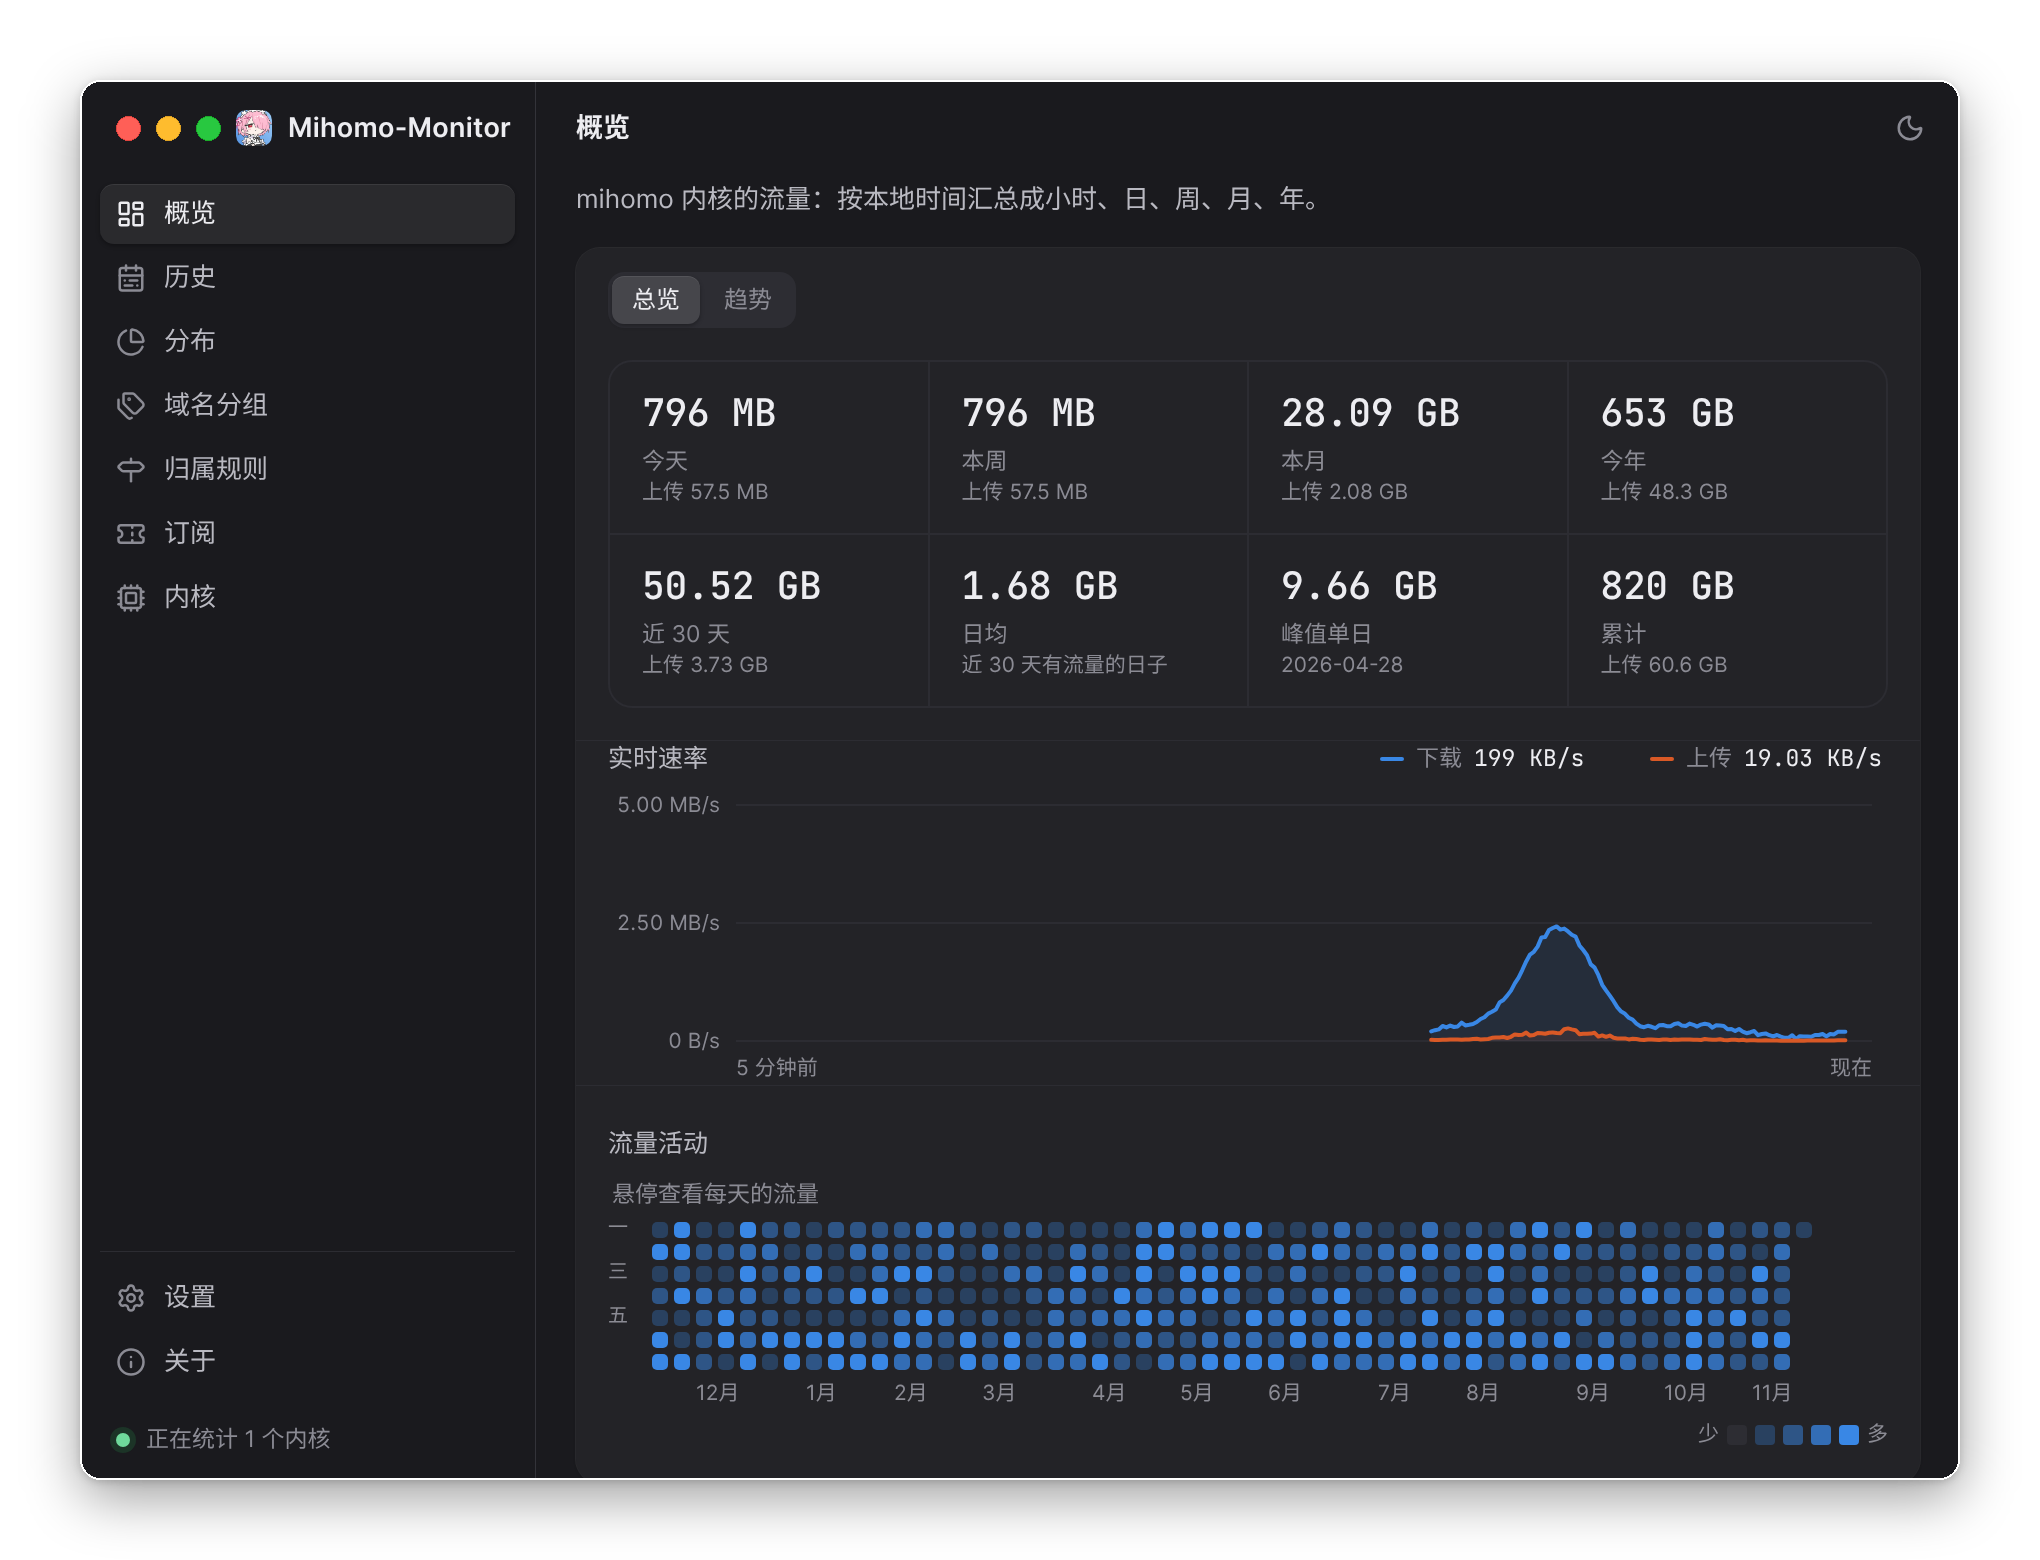 Mihomo-Monitor
概览
历史
分布
域名分组
归属规则
订阅
内核
设置
关于
正在统计 1 个内核
概览
mihomo 内核的流量：按本地时间汇总成小时、日、周、月、年。
总览 趋势
796 MB
今天
上传 57.5 MB
796 MB
本周
上传 57.5 MB
28.09 GB
本月
上传 2.08 GB
653 GB
今年
上传 48.3 GB
50.52 GB
近 30 天
上传 3.73 GB
1.68 GB
日均
近 30 天有流量的日子
9.66 GB
峰值单日
2026-04-28
820 GB
累计
上传 60.6 GB
实时速率
下载 199 KB/s 上传 19.03 KB/s
5.00 MB/s
2.50 MB/s
0 B/s
5 分钟前 现在
流量活动
悬停查看每天的流量
一
三
五
12月 1月 2月 3月 4月 5月 6月 7月 8月 9月 10月 11月
少 多